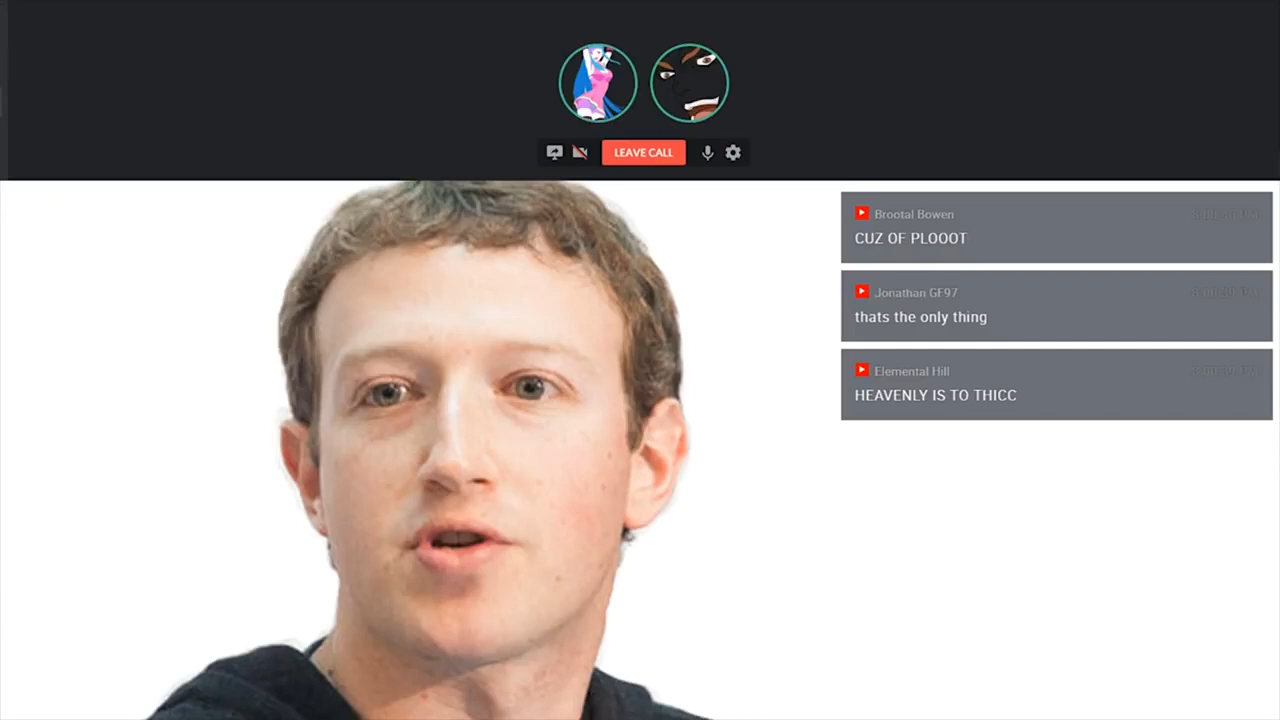 LEAVE CALL
Brootal Bowen
CUZ OF PLOOOT
Jonathan GF97
thats the only thing
Elemental Hill
HEAVENLY IS TO THICC